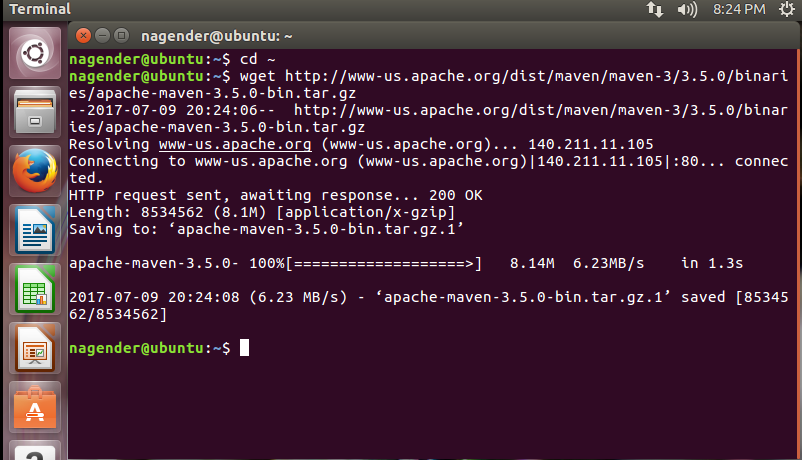 Terminal
8:24 PM
nagender@ubuntu: ~
nagender@ubuntu:~$ cd ~
nagender@ubuntu:~$ wget http://www-us.apache.org/dist/maven/maven-3/3.5.0/binari
es/apache-maven-3.5.0-bin.tar.gz
--2017-07-09 20:24:06--  http://www-us.apache.org/dist/maven/maven-3/3.5.0/binar
ies/apache-maven-3.5.0-bin.tar.gz
Resolving www-us.apache.org (www-us.apache.org)... 140.211.11.105
Connecting to www-us.apache.org (www-us.apache.org)|140.211.11.105|:80... connec
ted.
HTTP request sent, awaiting response... 200 OK
Length: 8534562 (8.1M) [application/x-gzip]
Saving to: ‘apache-maven-3.5.0-bin.tar.gz.1’
apache-maven-3.5.0- 100%[===================>]   8.14M  6.23MB/s    in 1.3s
2017-07-09 20:24:08 (6.23 MB/s) - ‘apache-maven-3.5.0-bin.tar.gz.1’ saved [85345
62/8534562]
nagender@ubuntu:~$